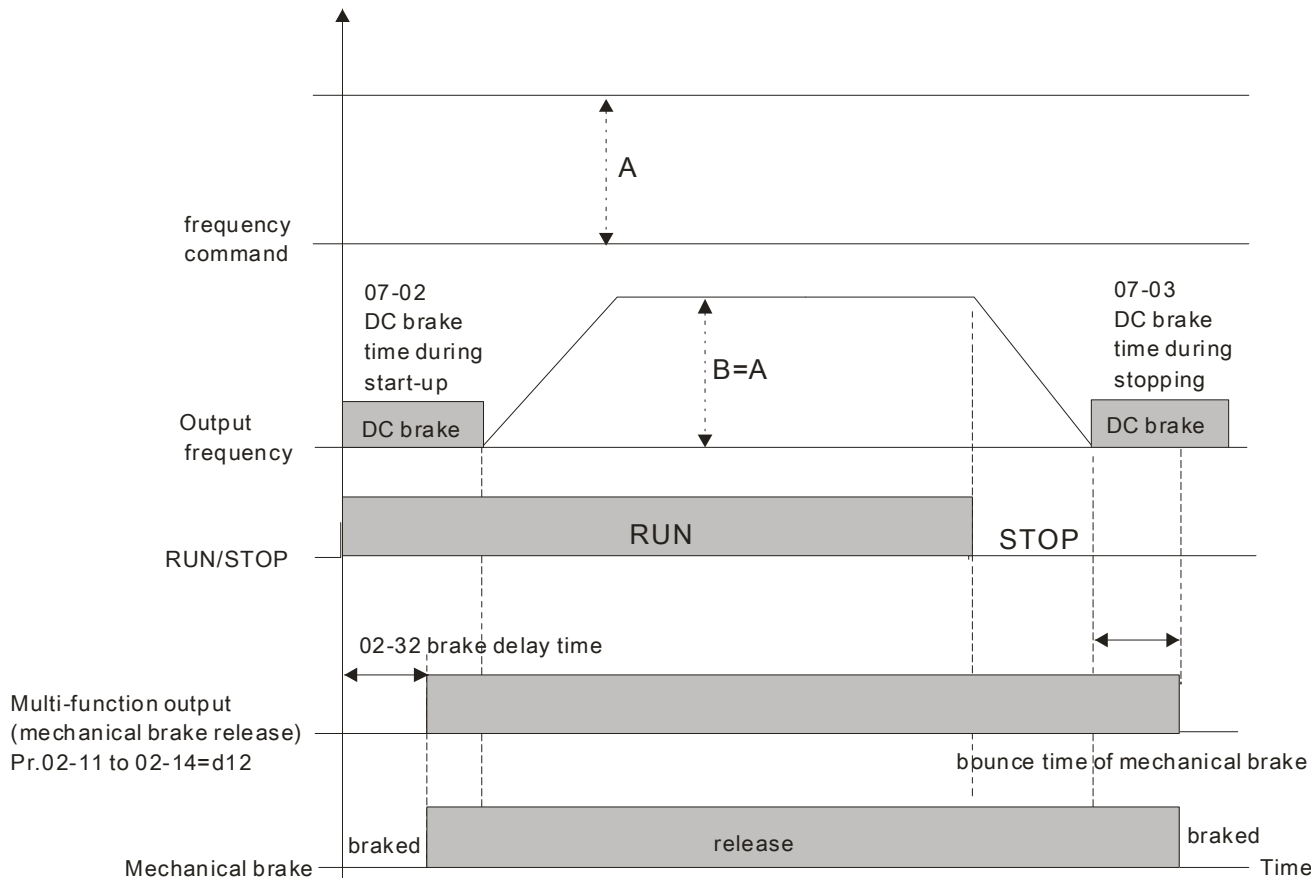 A
frequency
command
07-02
DC brake
time during
start-up
07-03
DC brake
time during
stopping
B=A
Output
frequency
DC brake
DC brake
RUN
STOP
RUN/STOP
02-32 brake delay time
Multi-function output
(mechanical brake release)
Pr.02-11 to 02-14=d12
bounce time of mechanical brake
braked
release
braked
Mechanical brake
Time